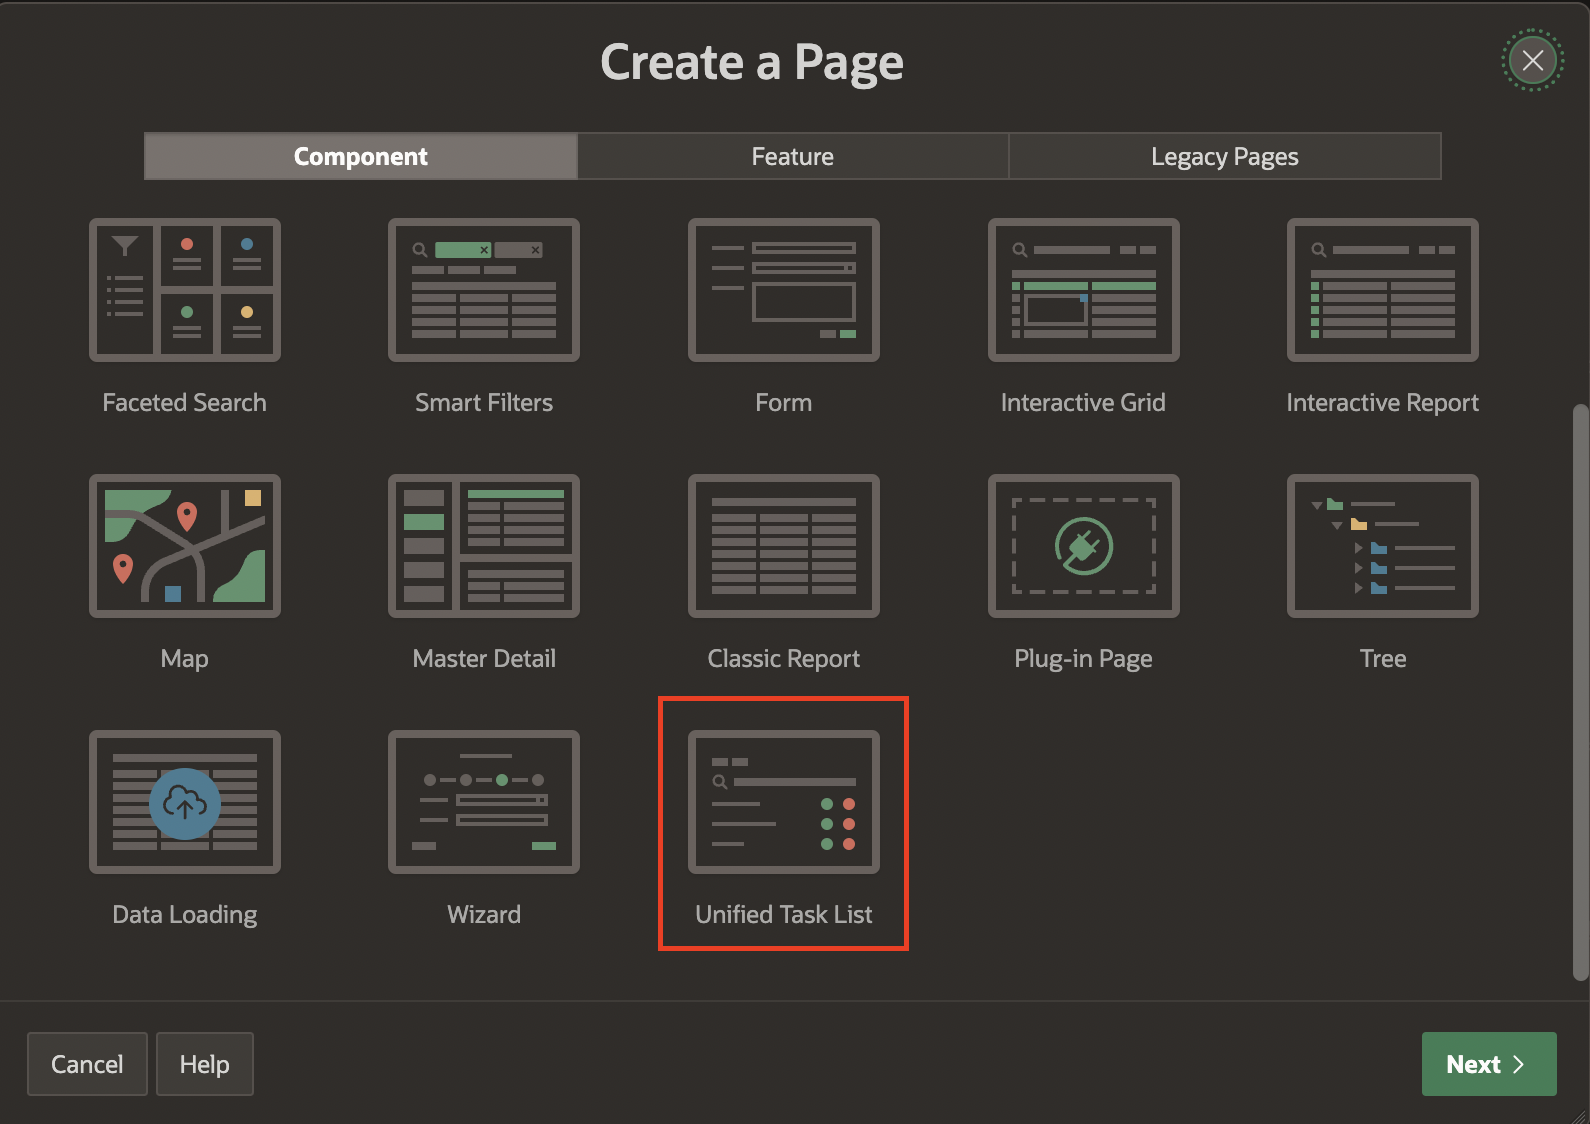 Create a Page
Component
Feature
Legacy Pages
Faceted Search
Smart Filters
Form
Interactive Grid
Interactive Report
Map
Master Detail
Classic Report
Plug-in Page
Tree
Data Loading
Wizard
Unified Task List
Cancel
Help
Next